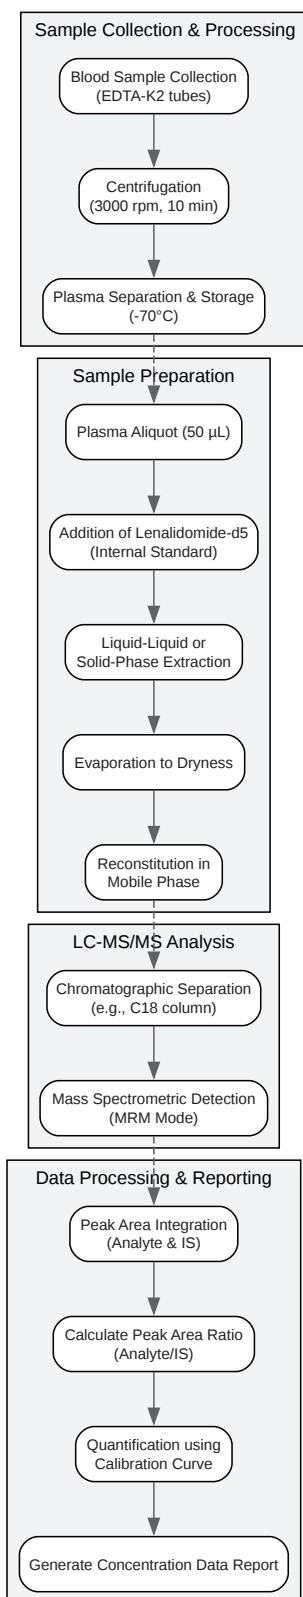 Sample Collection & Processing
Blood Sample Collection
(EDTA-K2 tubes)
Centrifugation
(3000 rpm, 10 min)
Plasma Separation & Storage
(-70°C)
Sample Preparation
Plasma Aliquot (50 µL)
Addition of Lenalidomide-d5
(Internal Standard)
Liquid-Liquid or
Solid-Phase Extraction
Evaporation to Dryness
Reconstitution in
Mobile Phase
LC-MS/MS Analysis
Chromatographic Separation
(e.g., C18 column)
Mass Spectrometric Detection
(MRM Mode)
Data Processing & Reporting
Peak Area Integration
(Analyte & IS)
Calculate Peak Area Ratio
(Analyte/IS)
Quantification using
Calibration Curve
Generate Concentration Data Report